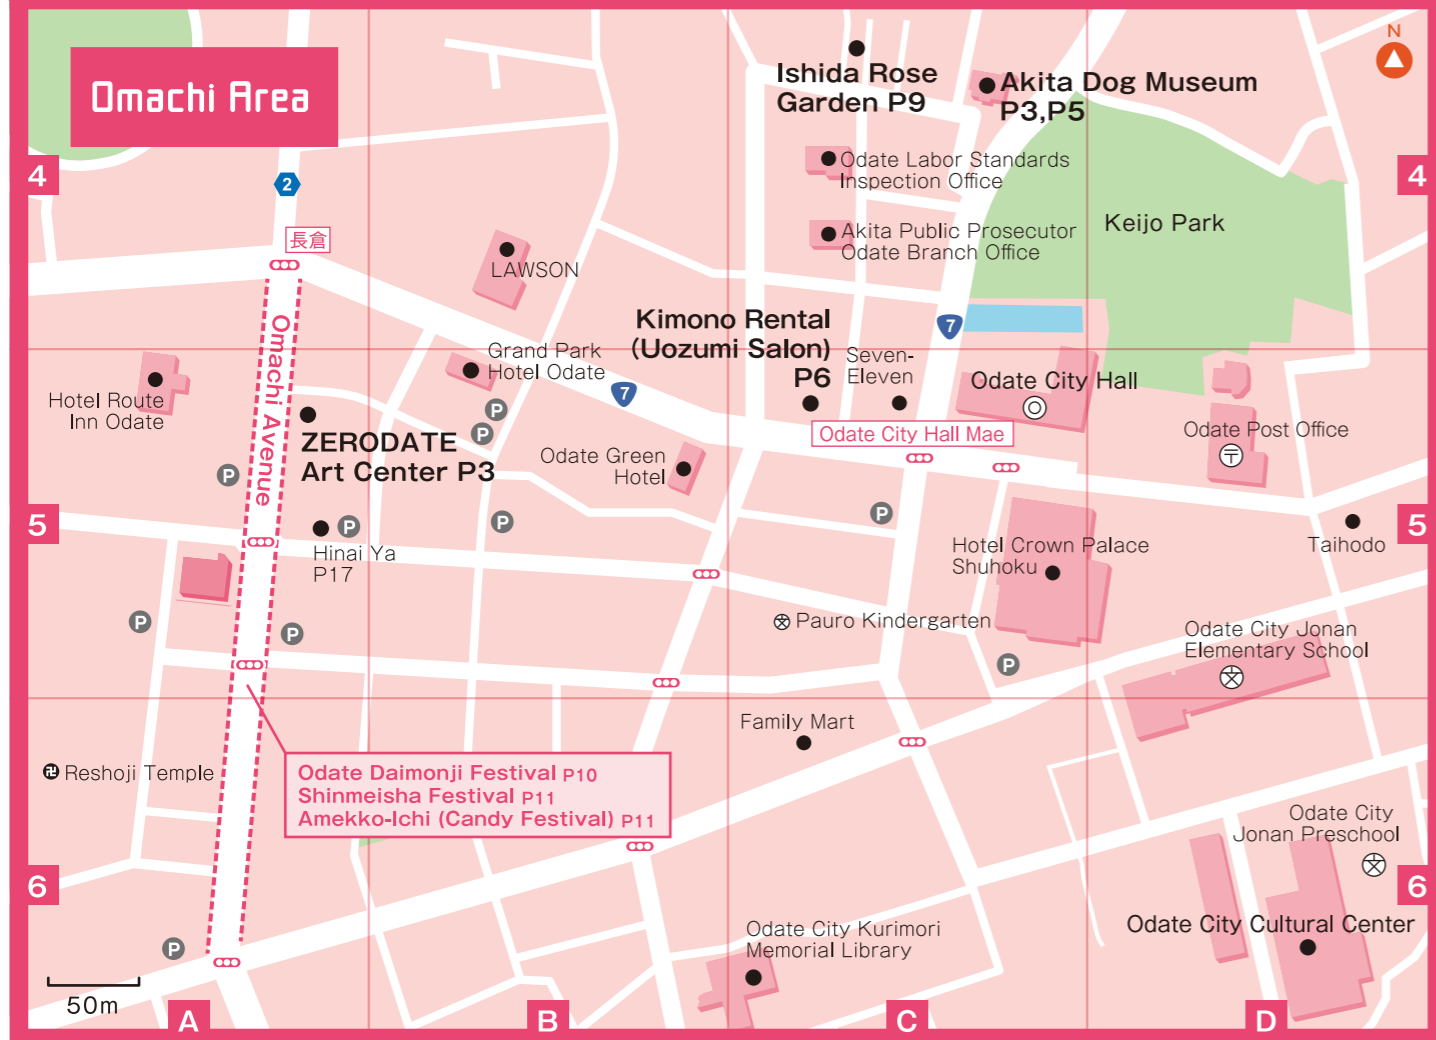 Omachi Area
N
Ishida Rose
Garden P9
Akita Dog Museum
P3,P5
4
4
Odate Labor Standards
Inspection Office
2
長倉
Akita Public Prosecutor
Odate Branch Office
Keijo Park
LAWSON
Omachi Avenue
Kimono Rental
(Uozumi Salon)
P6
7
Seven-
Eleven
Grand Park
Hotel Odate
7
Odate City Hall
Hotel Route
Inn Odate
P
P
ZERODATE
Art Center P3
Odate City Hall Mae
Odate Post Office
〒
Odate Green
Hotel
P
5
P
P
P
5
Hinai Ya
P17
Hotel Crown Palace
Shuhoku
Taihodo
P
P
文
Pauro Kindergarten
P
Odate City Jonan
Elementary School
文
Family Mart
卍
Reshoji Temple
Odate Daimonji Festival P10
Shinmeisha Festival P11
Amekko-Ichi (Candy Festival) P11
Odate City
Jonan Preschool
文
6
6
P
Odate City Kurimori
Memorial Library
Odate City Cultural Center
50m
A
B
C
D